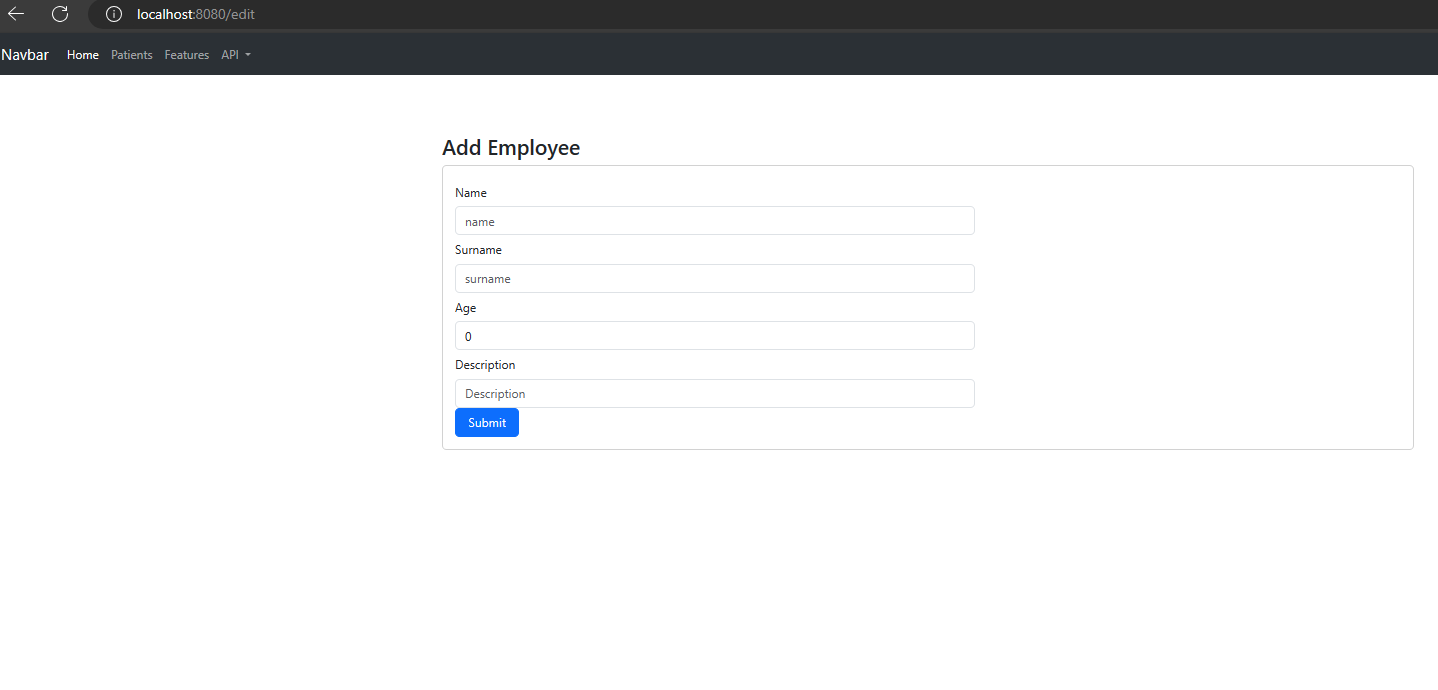 localhost:8080/edit
Navbar Home Patients Features API
Add Employee
Name
name
Surname
surname
Age
0
Description
Description
Submit